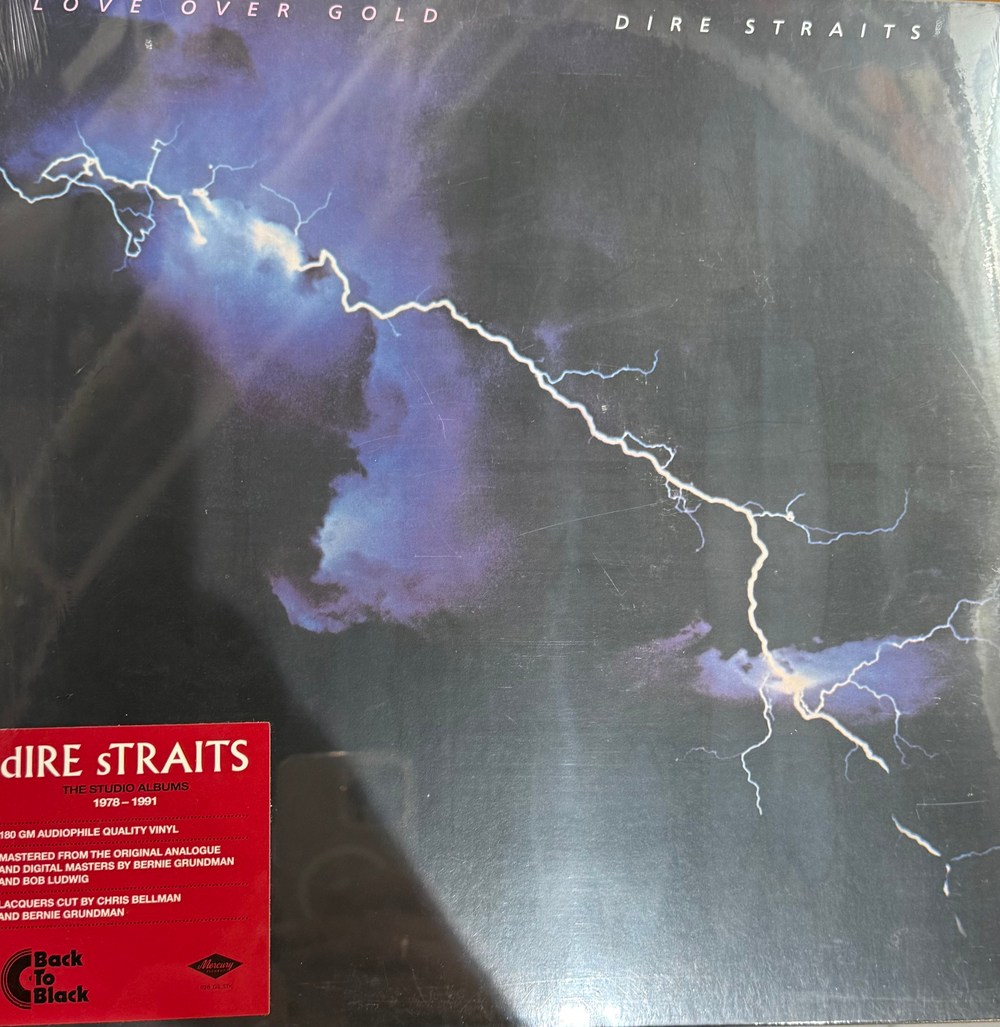 LOVE OVER GOLD
DIRE STRAITS
dIRE sTRAITS
THE STUDIO ALBUMS
1978 – 1991
180 GM AUDIOPHILE QUALITY VINYL
MASTERED FROM THE ORIGINAL ANALOGUE
AND DIGITAL MASTERS BY BERNIE GRUNDMAN
AND BOB LUDWIG
LACQUERS CUT BY CHRIS BELLMAN
AND BERNIE GRUNDMAN
Back
To
Black
Mercury